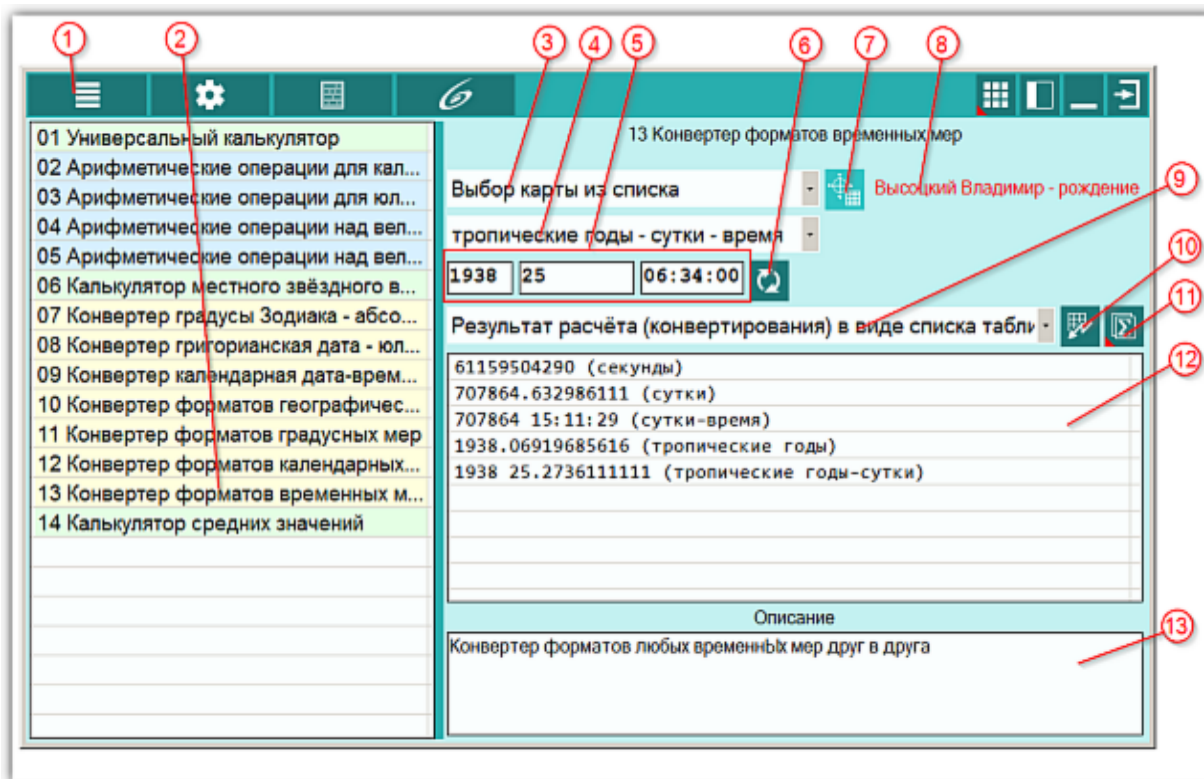 1 2 3 4 5 6 7 8
01 Универсальный калькулятор
02 Арифметические операции для кал...
03 Арифметические операции для юл...
04 Арифметические операции над вел...
05 Арифметические операции над вел...
06 Калькулятор местного звёздного в...
07 Конвертер градусы Зодиака - абсо...
08 Конвертер григорианская дата - юл...
09 Конвертер календарная дата-врем...
10 Конвертер форматов географичес...
11 Конвертер форматов градусных мер
12 Конвертер форматов календарных...
13 Конвертер форматов временных м...
14 Калькулятор средних значений
13 Конвертер форматов временных мер
Выбор карты из списка
Высоцкий Владимир - рождение
9
тропические годы - сутки - время
1938 25 06:34:00
10
11
Результат расчёта (конвертирования) в виде списка табли
12
61159504290 (секунды)
707864.632986111 (сутки)
707864 15:11:29 (сутки-время)
1938.06919685616 (тропические годы)
1938 25.2736111111 (тропические годы-сутки)
Описание
13
Конвертер форматов любых временнЫх мер друг в друга